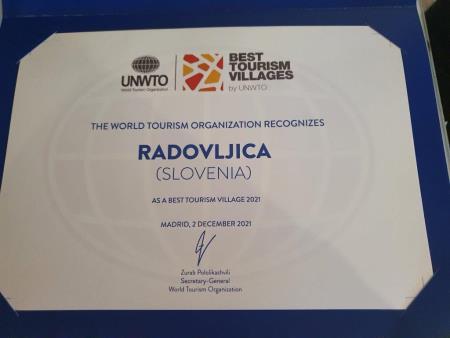 UNWTO
World Tourism Organization
BEST
TOURISM
VILLAGES
by UNWTO
THE WORLD TOURISM ORGANIZATION RECOGNIZES
RADOVLJICA
(SLOVENIA)
AS A BEST TOURISM VILLAGE 2021
MADRID, 2 DECEMBER 2021
Zurab Pololikashvili
Secretary-General
World Tourism Organization